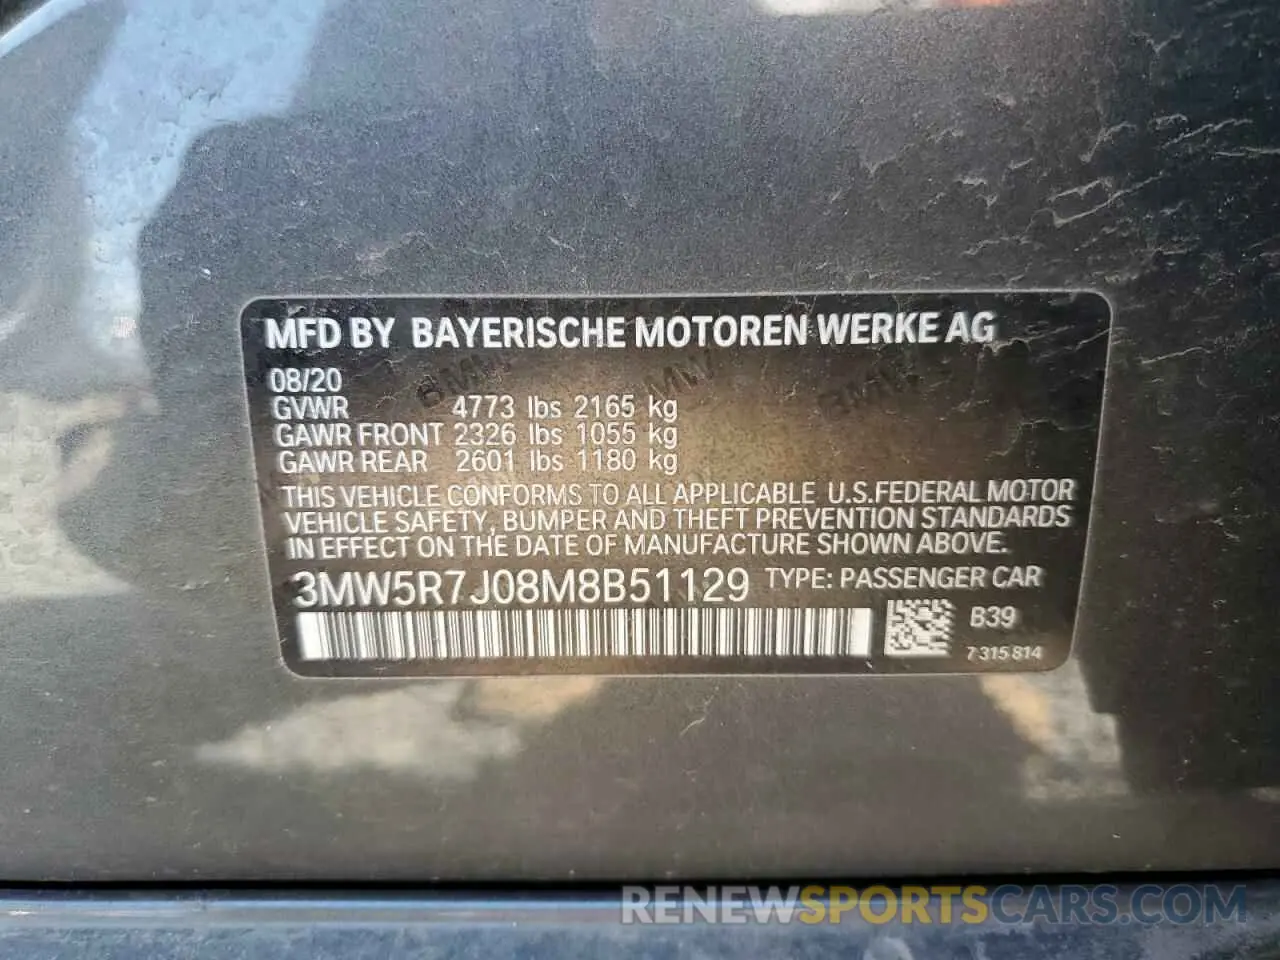 MFD BY BAYERISCHE MOTOREN WERKE AG
08/20
GVWR 4773 lbs 2165 kg
GAWR FRONT 2326 lbs 1055 kg
GAWR REAR 2601 lbs 1180 kg
THIS VEHICLE CONFORMS TO ALL APPLICABLE U.S.FEDERAL MOTOR
VEHICLE SAFETY, BUMPER AND THEFT PREVENTION STANDARDS
IN EFFECT ON THE DATE OF MANUFACTURE SHOWN ABOVE.
3MW5R7J08M8B51129 TYPE: PASSENGER CAR
B39
7 315 814
RENEWSPORTSCARS.COM